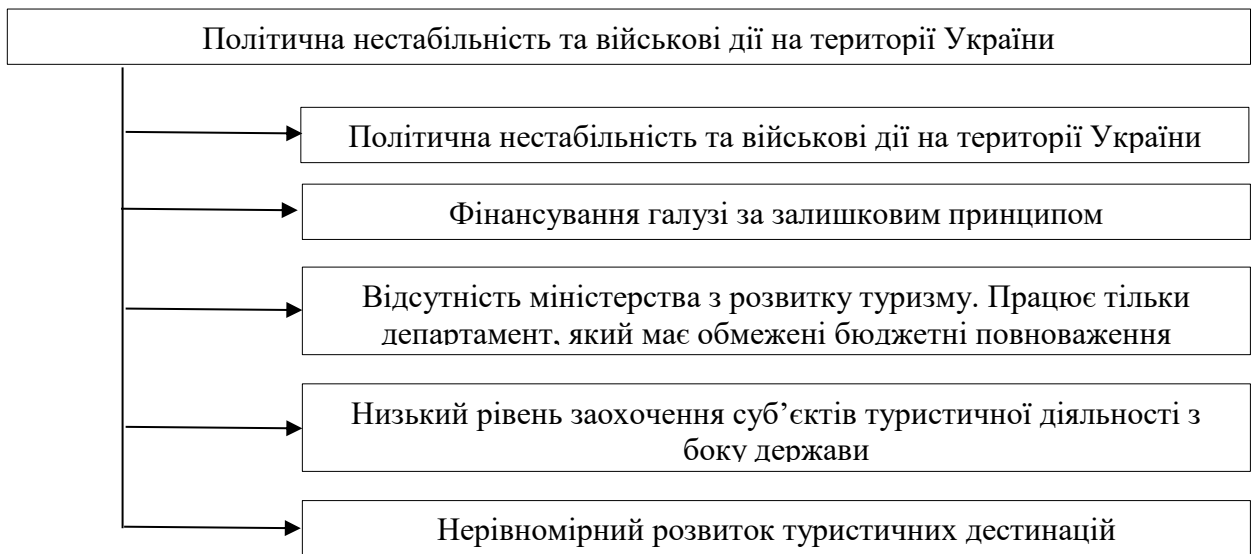 Політична нестабільність та військові дії на території України
Політична нестабільність та військові дії на території України
Фінансування галузі за залишковим принципом
Відсутність міністерства з розвитку туризму. Працює тільки
департамент, який має обмежені бюджетні повноваження
Низький рівень заохочення суб’єктів туристичної діяльності з
боку держави
Нерівномірний розвиток туристичних дестинацій